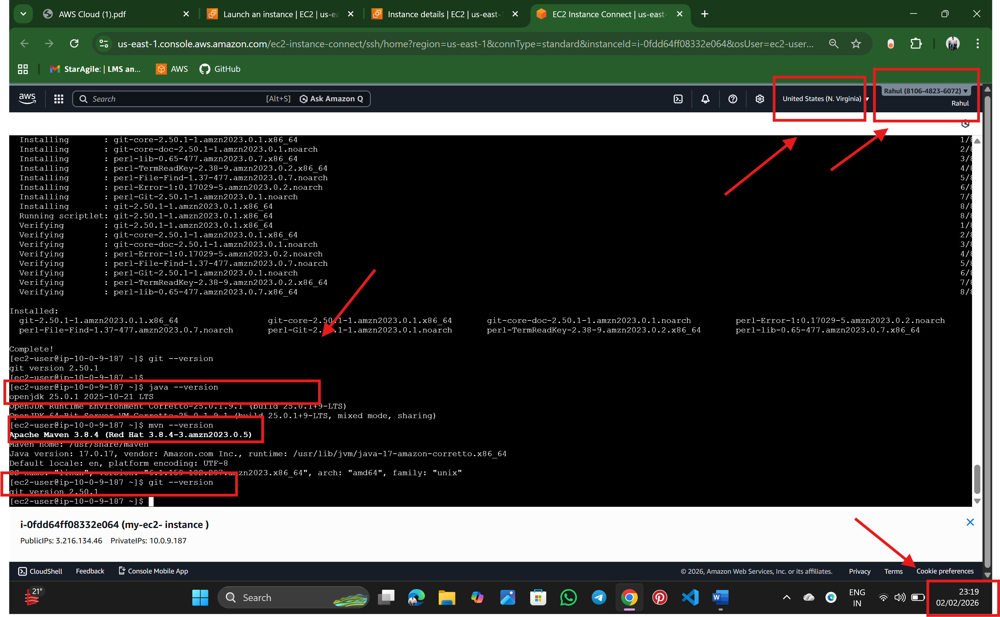 AWS Cloud (1).pdf
Launch an instance | EC2 | us-ea
Instance details | EC2 | us-east-1
EC2 Instance Connect | us-east-
us-east-1.console.aws.amazon.com/ec2-instance-connect/ssh/home?region=us-east-1&connType=standard&instanceId=i-0fdd64ff08332e064&osUser=ec2-user...
StarAgile: | LMS an...
AWS
GitHub
aws
Search
[Alt+S]
Ask Amazon Q
United States (N. Virginia)
Rahul (8106-4823-6072)
Rahul
Installing : git-core-2.50.1-1.amzn2023.0.1.x86_64 1/8
Installing : git-core-doc-2.50.1-1.amzn2023.0.1.noarch 2/8
Installing : perl-lib-0.65-477.amzn2023.0.7.x86_64 3/8
Installing : perl-TermReadKey-2.38-9.amzn2023.0.2.x86_64 4/8
Installing : perl-File-Find-1.37-477.amzn2023.0.7.noarch 5/8
Installing : perl-Error-1:0.17029-5.amzn2023.0.2.noarch 6/8
Installing : perl-Git-2.50.1-1.amzn2023.0.1.noarch 7/8
Installing : git-2.50.1-1.amzn2023.0.1.x86_64 8/8
Running scriptlet: git-2.50.1-1.amzn2023.0.1.x86_64 8/8
Verifying : git-2.50.1-1.amzn2023.0.1.x86_64 1/8
Verifying : git-core-2.50.1-1.amzn2023.0.1.x86_64 2/8
Verifying : git-core-doc-2.50.1-1.amzn2023.0.1.noarch 3/8
Verifying : perl-Error-1:0.17029-5.amzn2023.0.2.noarch 4/8
Verifying : perl-File-Find-1.37-477.amzn2023.0.7.noarch 5/8
Verifying : perl-Git-2.50.1-1.amzn2023.0.1.noarch 6/8
Verifying : perl-TermReadKey-2.38-9.amzn2023.0.2.x86_64 7/8
Verifying : perl-lib-0.65-477.amzn2023.0.7.x86_64 8/8
Installed:
git-2.50.1-1.amzn2023.0.1.x86_64 git-core-2.50.1-1.amzn2023.0.1.x86_64 git-core-doc-2.50.1-1.amzn2023.0.1.noarch perl-Error-1:0.17029-5.amzn2023.0.2.noarch
perl-File-Find-1.37-477.amzn2023.0.7.noarch perl-Git-2.50.1-1.amzn2023.0.1.noarch perl-TermReadKey-2.38-9.amzn2023.0.2.x86_64 perl-lib-0.65-477.amzn2023.0.7.x86_64
Complete!
[ec2-user@ip-10-0-9-187 ~]$ git --version
git version 2.50.1
[ec2-user@ip-10-0-9-187 ~]$
[ec2-user@ip-10-0-9-187 ~]$ java --version
openjdk 25.0.1 2025-10-21 LTS
OpenJDK Runtime Environment Corretto-25.0.1.9.1 (build 25.0.1+9-LTS)
OpenJDK 64-Bit Server VM Corretto-25.0.1.9.1 (build 25.0.1+9-LTS, mixed mode, sharing)
[ec2-user@ip-10-0-9-187 ~]$ mvn --version
Apache Maven 3.8.4 (Red Hat 3.8.4-3.amzn2023.0.5)
Maven home: /usr/share/maven
Java version: 17.0.17, vendor: Amazon.com Inc., runtime: /usr/lib/jvm/java-17-amazon-corretto.x86_64
Default locale: en, platform encoding: UTF-8
OS name: "linux", version: "6.1.159-182.297.amzn2023.x86_64", arch: "amd64", family: "unix"
[ec2-user@ip-10-0-9-187 ~]$ git --version
git version 2.50.1
[ec2-user@ip-10-0-9-187 ~]$
i-0fdd64ff08332e064 (my-ec2- instance )
PublicIPs: 3.216.134.46 PrivateIPs: 10.0.9.187
CloudShell Feedback Console Mobile App © 2026, Amazon Web Services, Inc. or its affiliates. Privacy Terms Cookie preferences
21°
Search
ENG
IN
23:19
02/02/2026